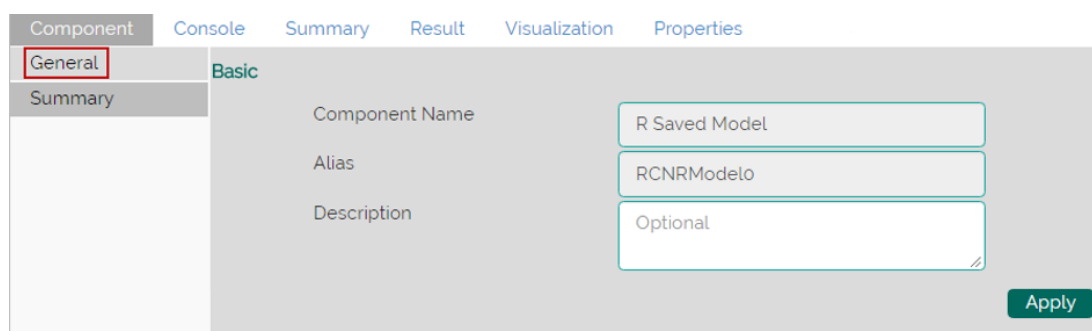 Component Console Summary Result Visualization Properties
General
Summary
Basic
Component Name
R Saved Model
Alias
RCNRModel0
Description
Optional
Apply